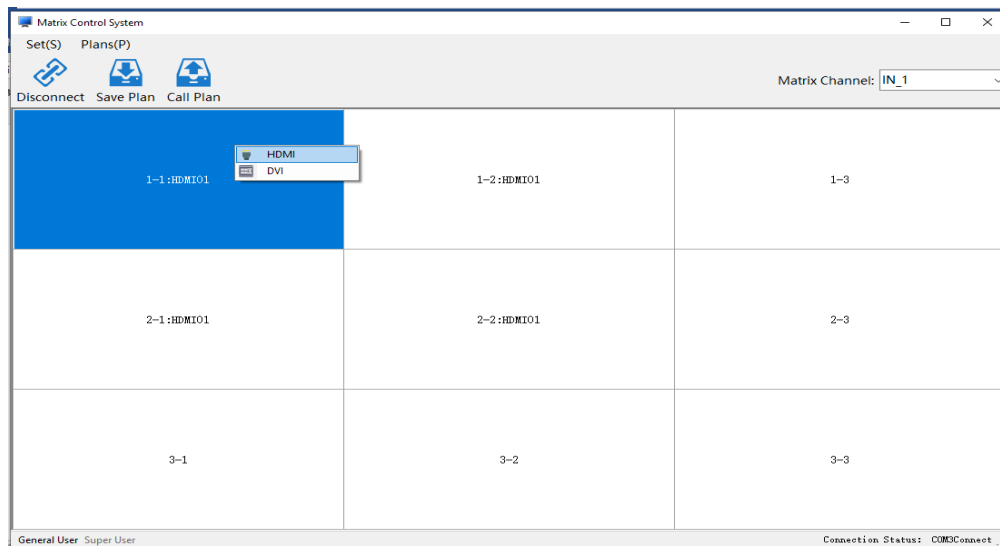 Matrix Control System
Set(S) Plans(P)
Disconnect Save Plan Call Plan
Matrix Channel: IN_1
HDMI
DVI
1-1:HDMI01 1-2:HDMI01 1-3
2-1:HDMI01 2-2:HDMI01 2-3
3-1 3-2 3-3
General User Super User Connection Status: COM3Connect